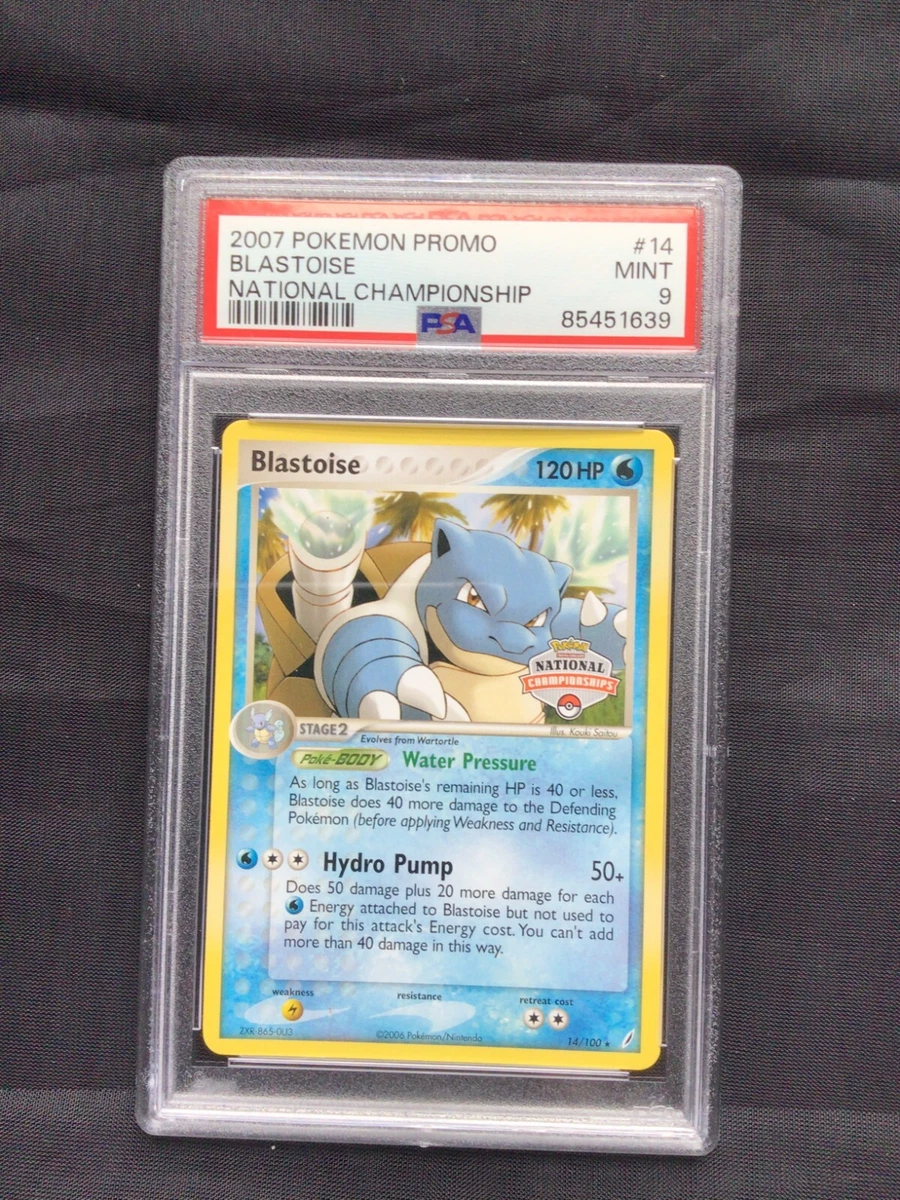 2007 POKEMON PROMO #14
BLASTOISE MINT
NATIONAL CHAMPIONSHIP 9
PSA 85451639
Blastoise 120 HP
Pokémon
NATIONAL
CHAMPIONSHIPS
STAGE 2
Evolves from Wartortle
Illus. Kouki Saitou
Poké-BODY Water Pressure
As long as Blastoise's remaining HP is 40 or less,
Blastoise does 40 more damage to the Defending
Pokémon (before applying Weakness and Resistance).
Hydro Pump 50+
Does 50 damage plus 20 more damage for each
Energy attached to Blastoise but not used to
pay for this attack's Energy cost. You can't add
more than 40 damage in this way.
weakness resistance retreat cost
ZXR-865-0U3 ©2006 Pokémon/Nintendo 14/100 ★